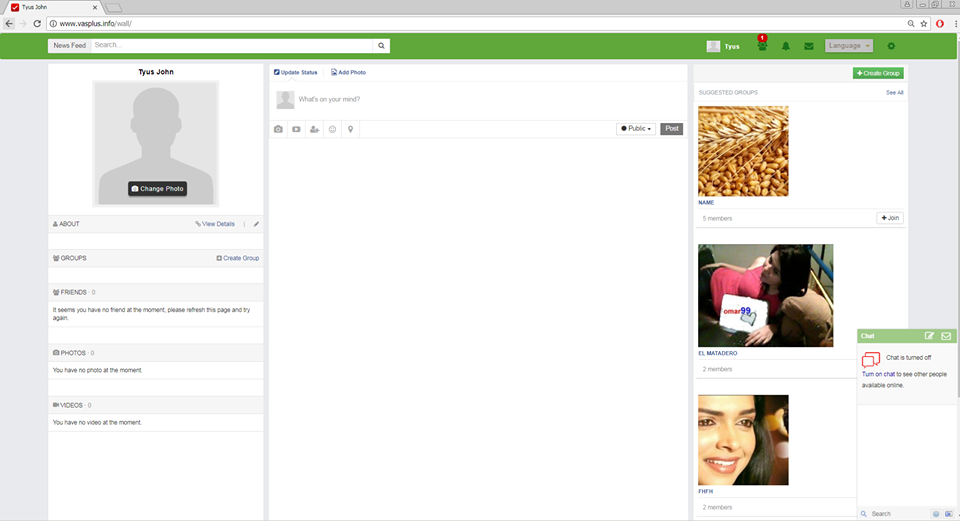 Tyus John
www.vasplus.info/wall/
News Feed
Search...
1
Tyus
Language
Tyus John
Change Photo
ABOUT
View Details
|
GROUPS
Create Group
FRIENDS · 0
It seems you have no friend at the moment, please refresh this page and try
again.
PHOTOS · 0
You have no photo at the moment.
VIDEOS · 0
You have no video at the moment.
Update Status
Add Photo
What's on your mind?
Public
Post
Create Group
SUGGESTED GROUPS
See All
NAME
5 members
Join
omar99
EL MATADERO
2 members
FHFH
2 members
Chat
Chat is turned off
Turn on chat to see other people
available online.
Search